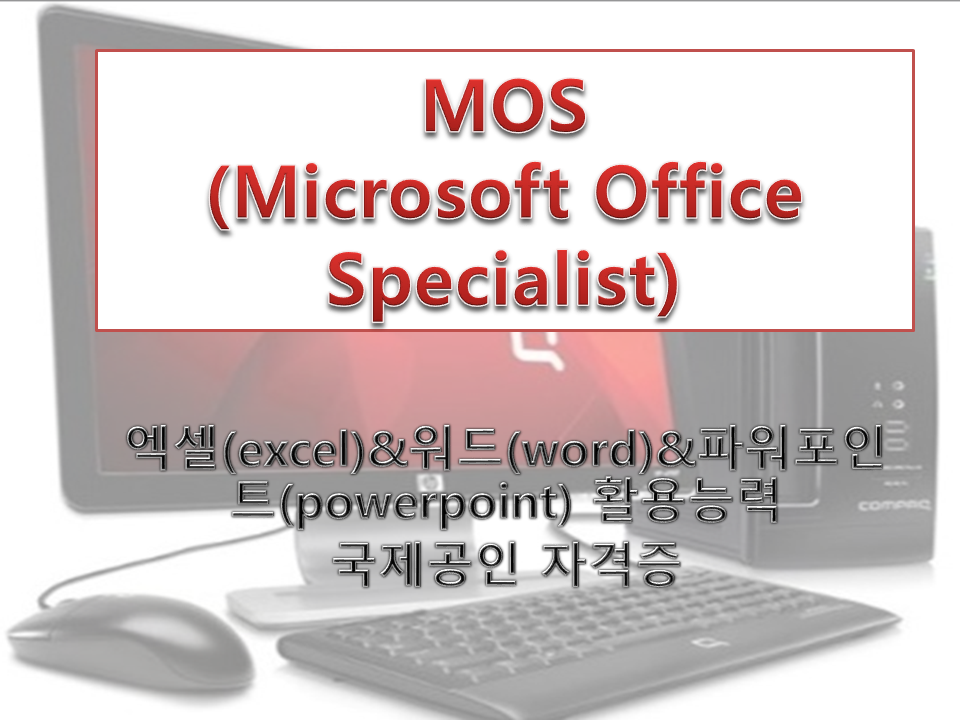 MOS
(Microsoft Office
Specialist)
엑셀(excel)&워드(word)&파워포인
트(powerpoint) 활용능력
국제공인 자격증
COMPAQ